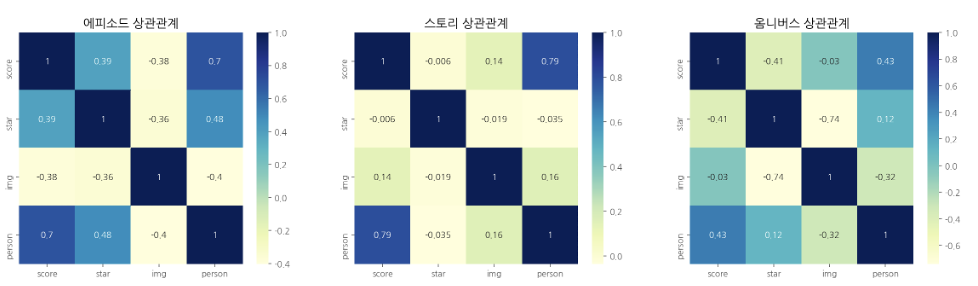 에피소드 상관관계
score 1 0.39 -0.38 0.7
star 0.39 1 -0.36 0.48
img -0.38 -0.36 1 -0.4
person 0.7 0.48 -0.4 1
score star img person
1.0
0.8
0.6
0.4
0.2
0.0
-0.2
-0.4
스토리 상관관계
score 1 -0.006 0.14 0.79
star -0.006 1 -0.019 -0.035
img 0.14 -0.019 1 0.16
person 0.79 -0.035 0.16 1
score star img person
1.0
0.8
0.6
0.4
0.2
0.0
옴니버스 상관관계
score 1 -0.41 -0.03 0.43
star -0.41 1 -0.74 0.12
img -0.03 -0.74 1 -0.32
person 0.43 0.12 -0.32 1
score star img person
1.0
0.8
0.6
0.4
0.2
0.0
-0.2
-0.4
-0.6